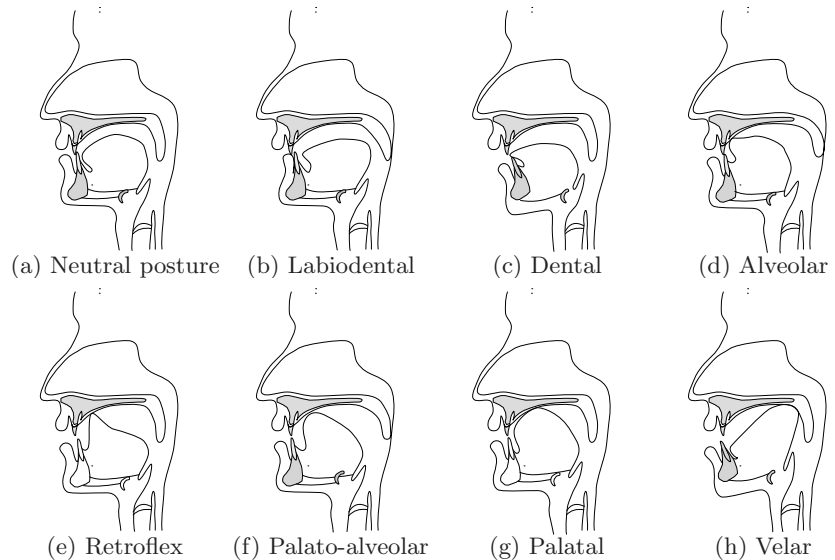 (a) Neutral posture (b) Labiodental (c) Dental (d) Alveolar
(e) Retroflex (f) Palato-alveolar (g) Palatal (h) Velar